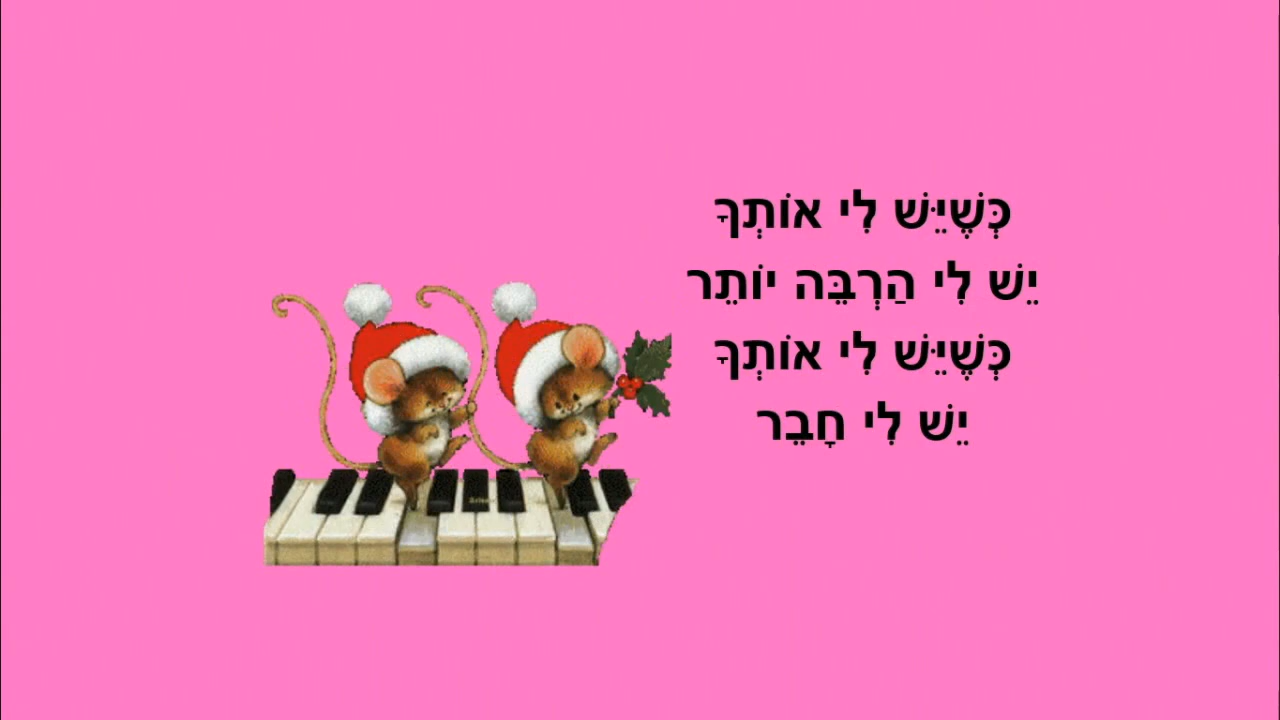 כְּשֶׁיֵּשׁ לִי אוֹתְךָ
יֵשׁ לִי הַרְבֵּה יוֹתֵר
כְּשֶׁיֵּשׁ לִי אוֹתְךָ
יֵשׁ לִי חָבֵר